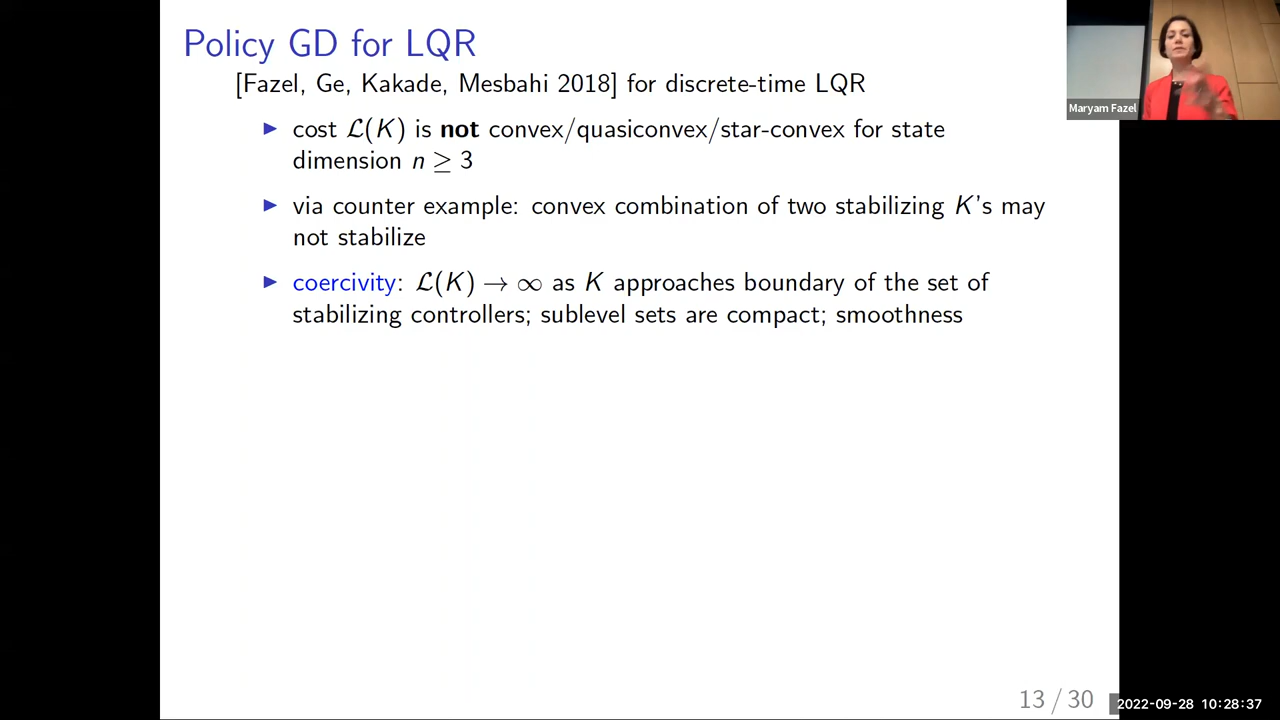 Policy GD for LQR
[Fazel, Ge, Kakade, Mesbahi 2018] for discrete-time LQR
▶ cost ℒ(K) is not convex/quasiconvex/star-convex for state
dimension n ≥ 3
▶ via counter example: convex combination of two stabilizing K's may
not stabilize
▶ coercivity: ℒ(K) → ∞ as K approaches boundary of the set of
stabilizing controllers; sublevel sets are compact; smoothness
Maryam Fazel
13 / 30
2022-09-28 10:28:37